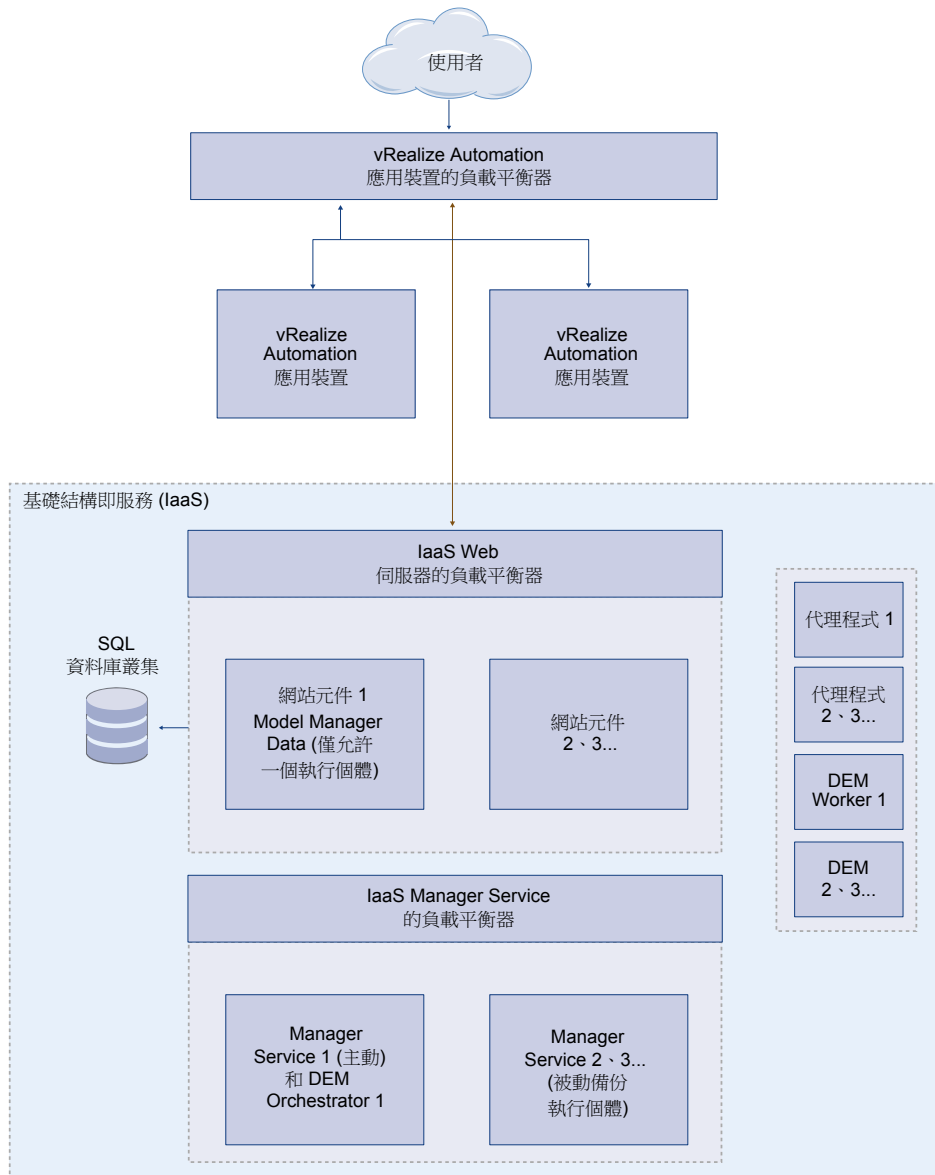 使用者
vRealize Automation
應用裝置的負載平衡器
vRealize
Automation
應用裝置
vRealize
Automation
應用裝置
基礎結構即服務 (IaaS)
IaaS Web
伺服器的負載平衡器
SQL
資料庫叢集
網站元件 1
Model Manager
Data (僅允許
一個執行個體)
網站元件
2、3...
代理程式 1
代理程式
2、3...
DEM
Worker 1
DEM
2、3...
IaaS Manager Service
的負載平衡器
Manager
Service 1 (主動)
和 DEM
Orchestrator 1
Manager
Service 2、3...
(被動備份
執行個體)